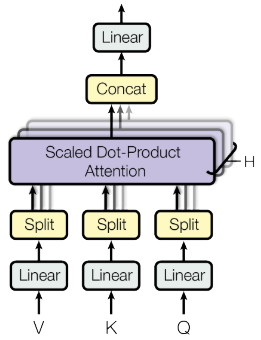 Linear
Concat
Scaled Dot-Product
Attention
H
Split Split Split
Linear Linear Linear
V K Q